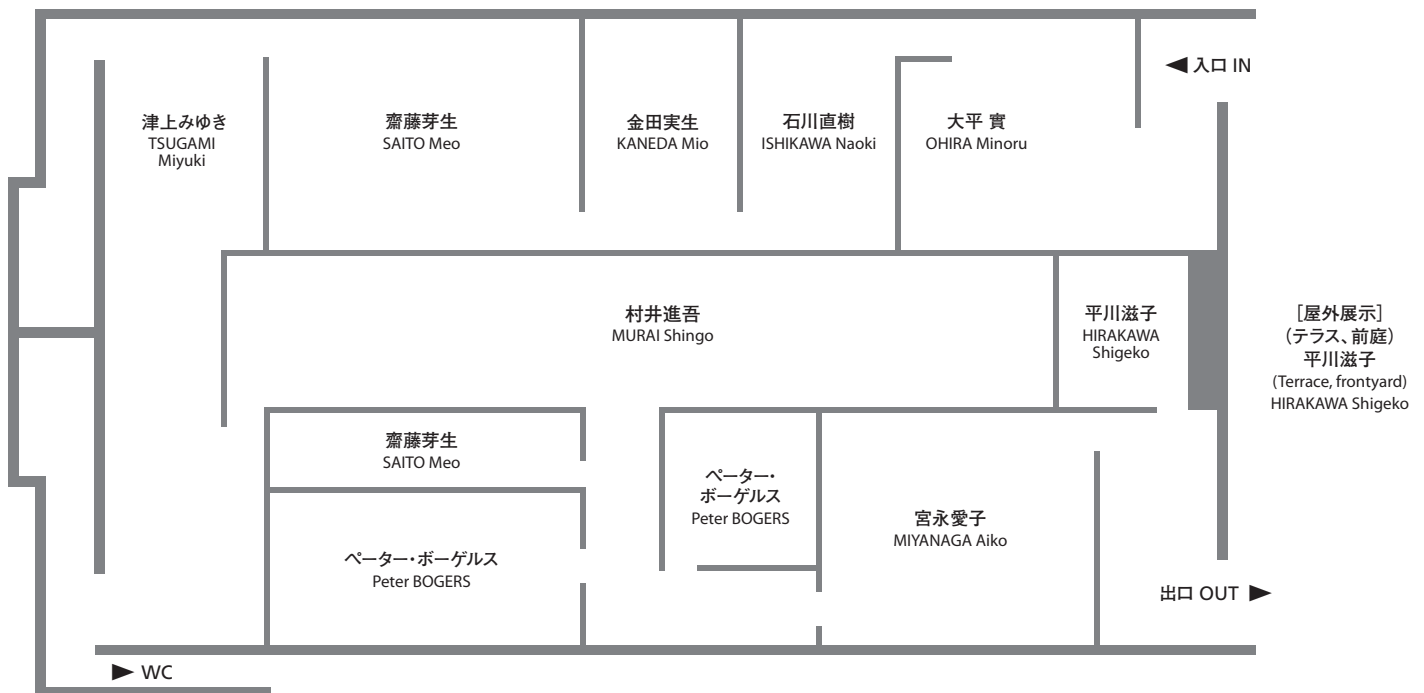 入口 IN
津上みゆき
TSUGAMI
Miyuki
齋藤芽生
SAITO Meo
金田実生
KANEDA Mio
石川直樹
ISHIKAWA Naoki
大平 實
OHIRA Minoru
村井進吾
MURAI Shingo
平川滋子
HIRAKAWA
Shigeko
[屋外展示]
(テラス、前庭)
平川滋子
(Terrace, frontyard)
HIRAKAWA Shigeko
齋藤芽生
SAITO Meo
ペーター・ボーゲルス
Peter BOGERS
ペーター・
ボーゲルス
Peter BOGERS
宮永愛子
MIYANAGA Aiko
出口 OUT
WC